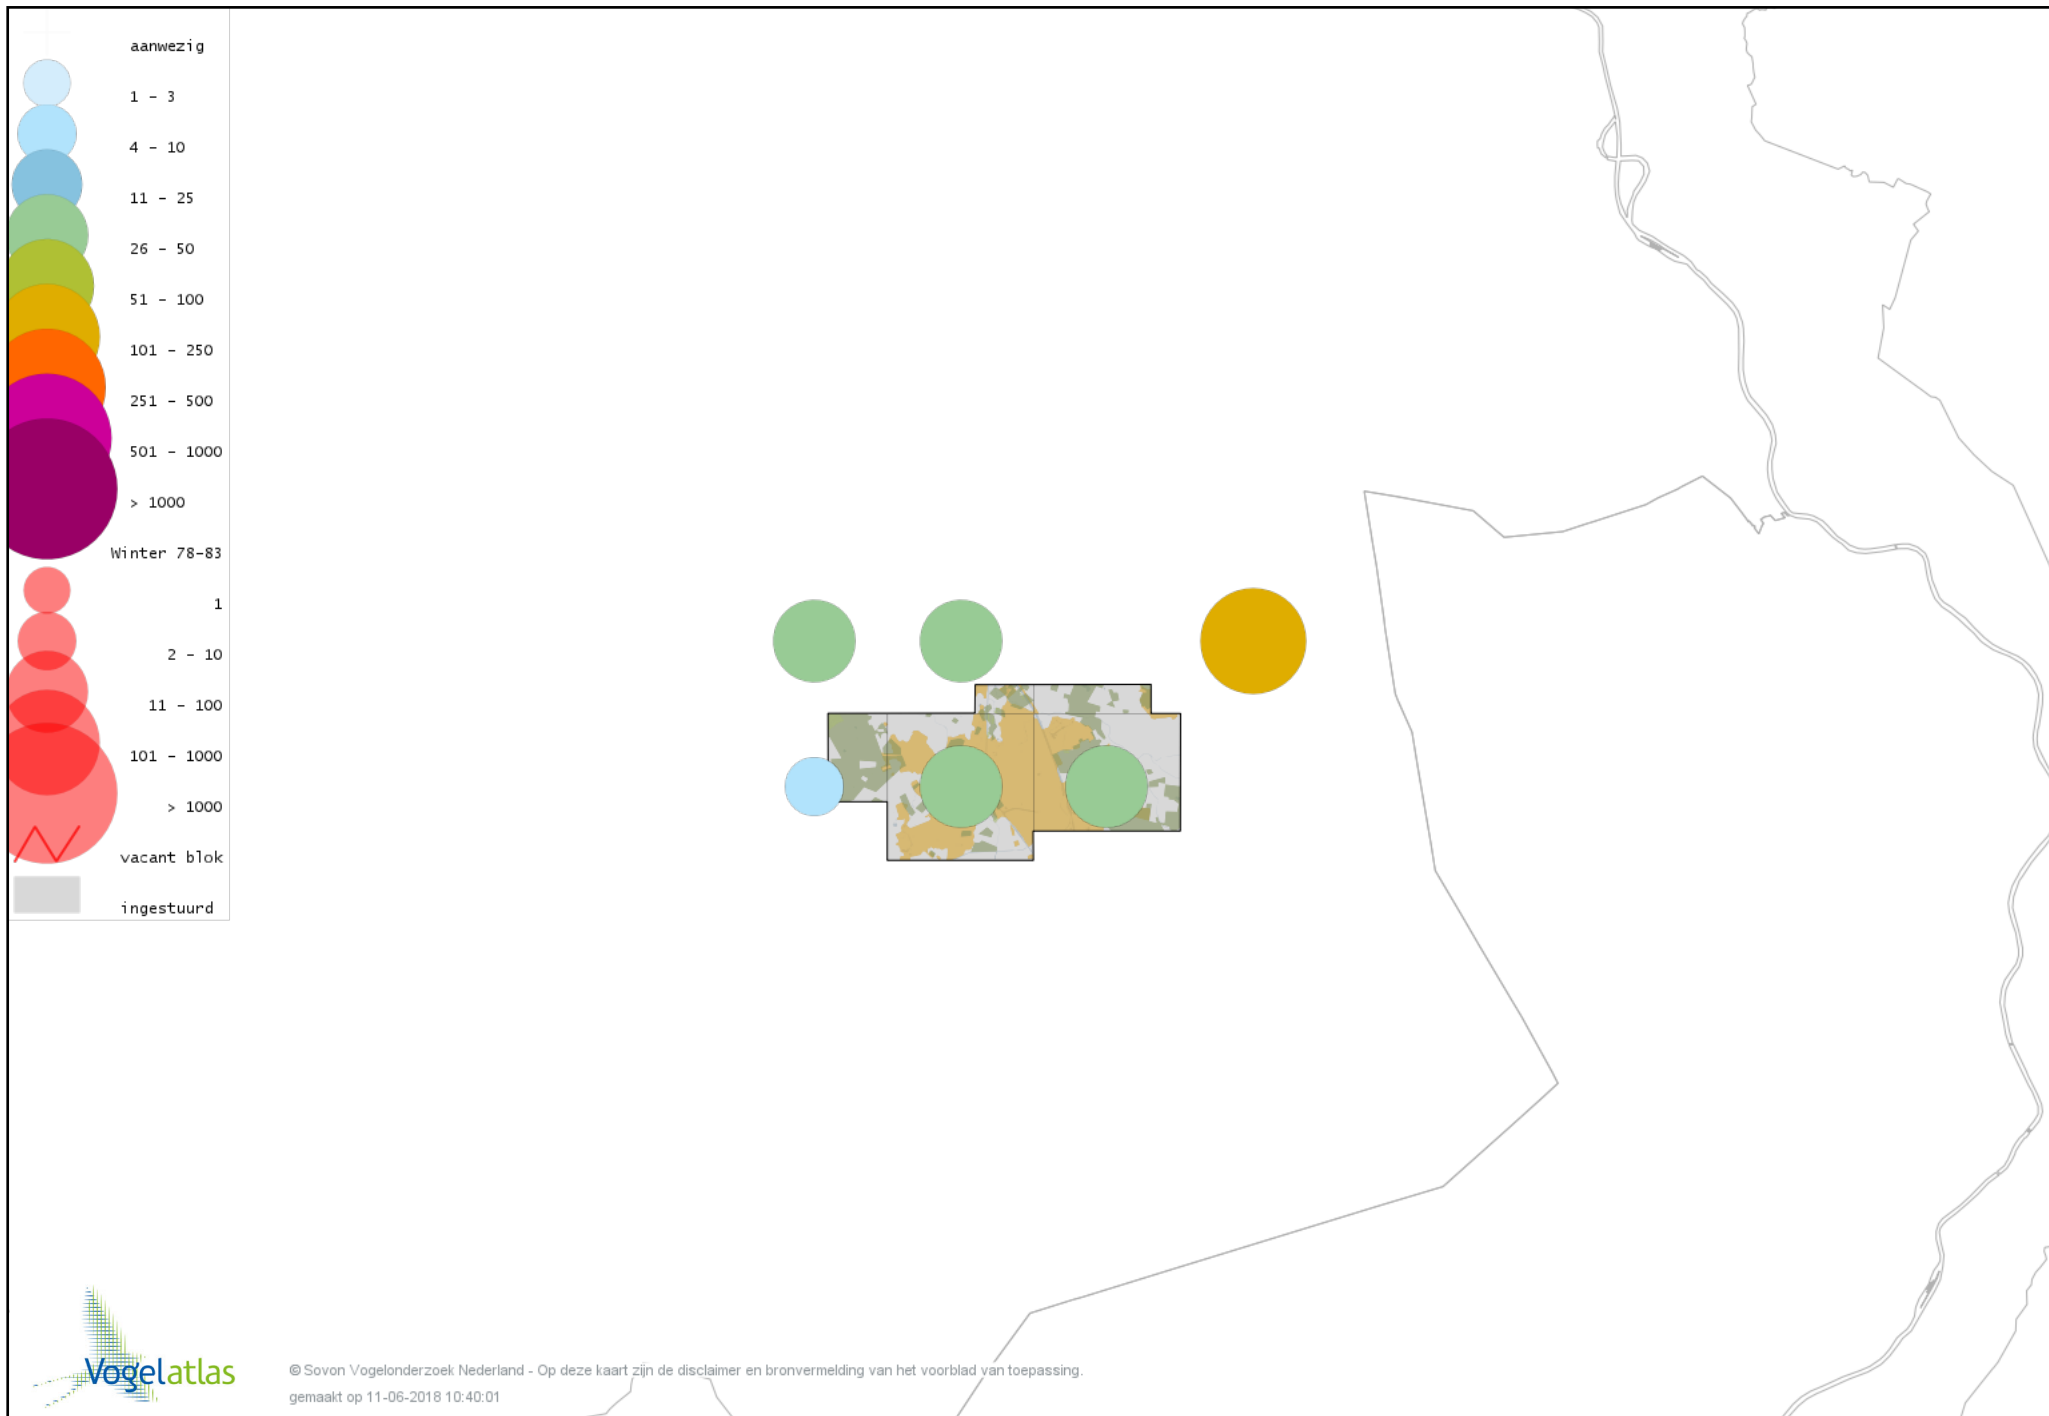 aanwezig
1 - 3
4 - 10
11 - 25
26 - 50
51 - 100
101 - 250
251 - 500
501 - 1000
> 1000
Winter 78-83
1
2 - 10
11 - 100
101 - 1000
> 1000
vacant blok
ingestuurd
Vogelatlas
© Sovon Vogelonderzoek Nederland - Op deze kaart zijn de disclaimer en bronvermelding van het voorblad van toepassing.
gemaakt op 11-06-2018 10:40:01